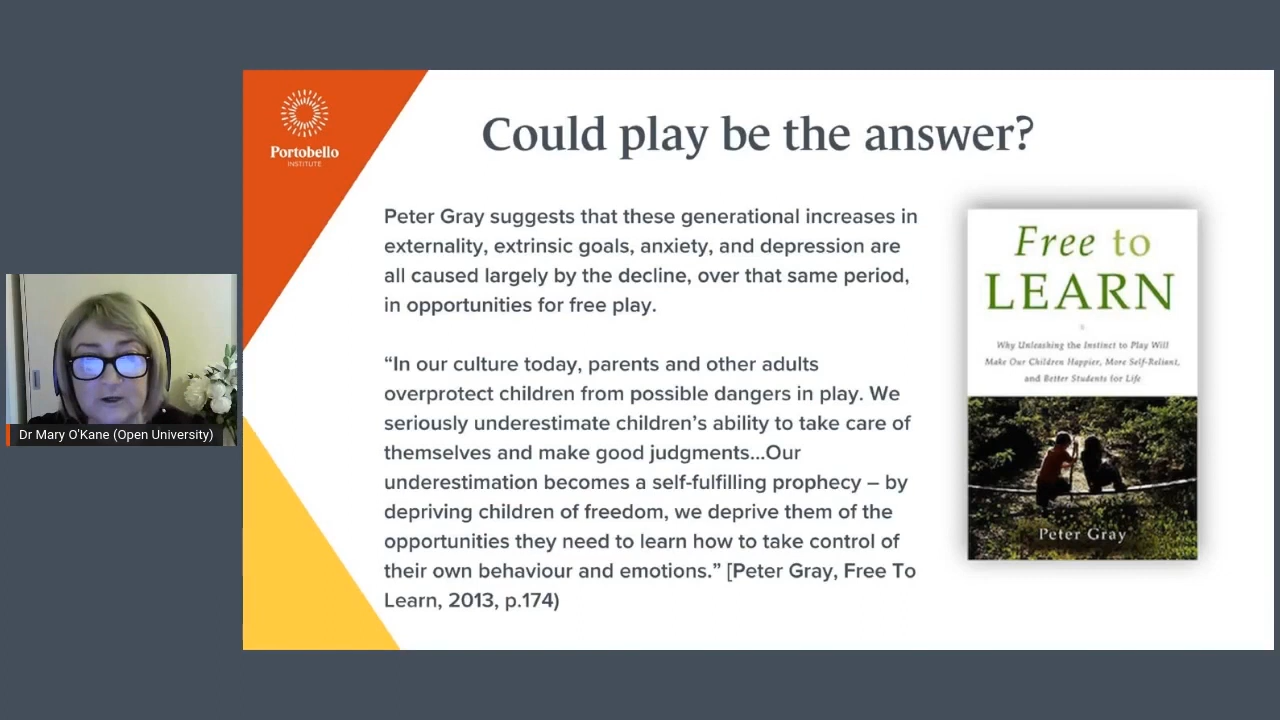 Portobello
INSTITUTE
Could play be the answer?
Peter Gray suggests that these generational increases in
externality, extrinsic goals, anxiety, and depression are
all caused largely by the decline, over that same period,
in opportunities for free play.
“In our culture today, parents and other adults
overprotect children from possible dangers in play. We
seriously underestimate children’s ability to take care of
themselves and make good judgments...Our
underestimation becomes a self-fulfilling prophecy – by
depriving children of freedom, we deprive them of the
opportunities they need to learn how to take control of
their own behaviour and emotions.” [Peter Gray, Free To
Learn, 2013, p.174)
Free to
LEARN
Why Unleashing the Instinct to Play Will
Make Our Children Happier, More Self-Reliant,
and Better Students for Life
Peter Gray
Dr Mary O'Kane (Open University)